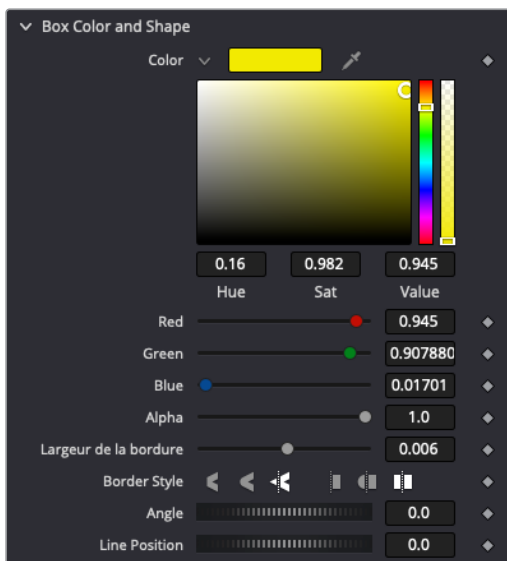 Box Color and Shape
Color
0.16 0.982 0.945
Hue Sat Value
Red 0.945
Green 0.907880
Blue 0.01701
Alpha 1.0
Largeur de la bordure 0.006
Border Style
Angle 0.0
Line Position 0.0